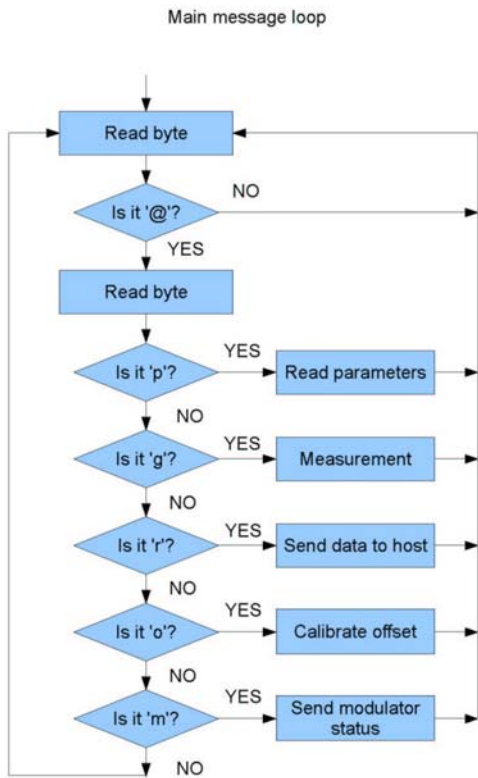 Main message loop
Read byte
NO
Is it '@'?
YES
Read byte
YES
Is it 'p'?
Read parameters
NO
YES
Is it 'g'?
Measurement
NO
YES
Is it 'r'?
Send data to host
NO
YES
Is it 'o'?
Calibrate offset
NO
YES
Is it 'm'?
Send modulator
status
NO